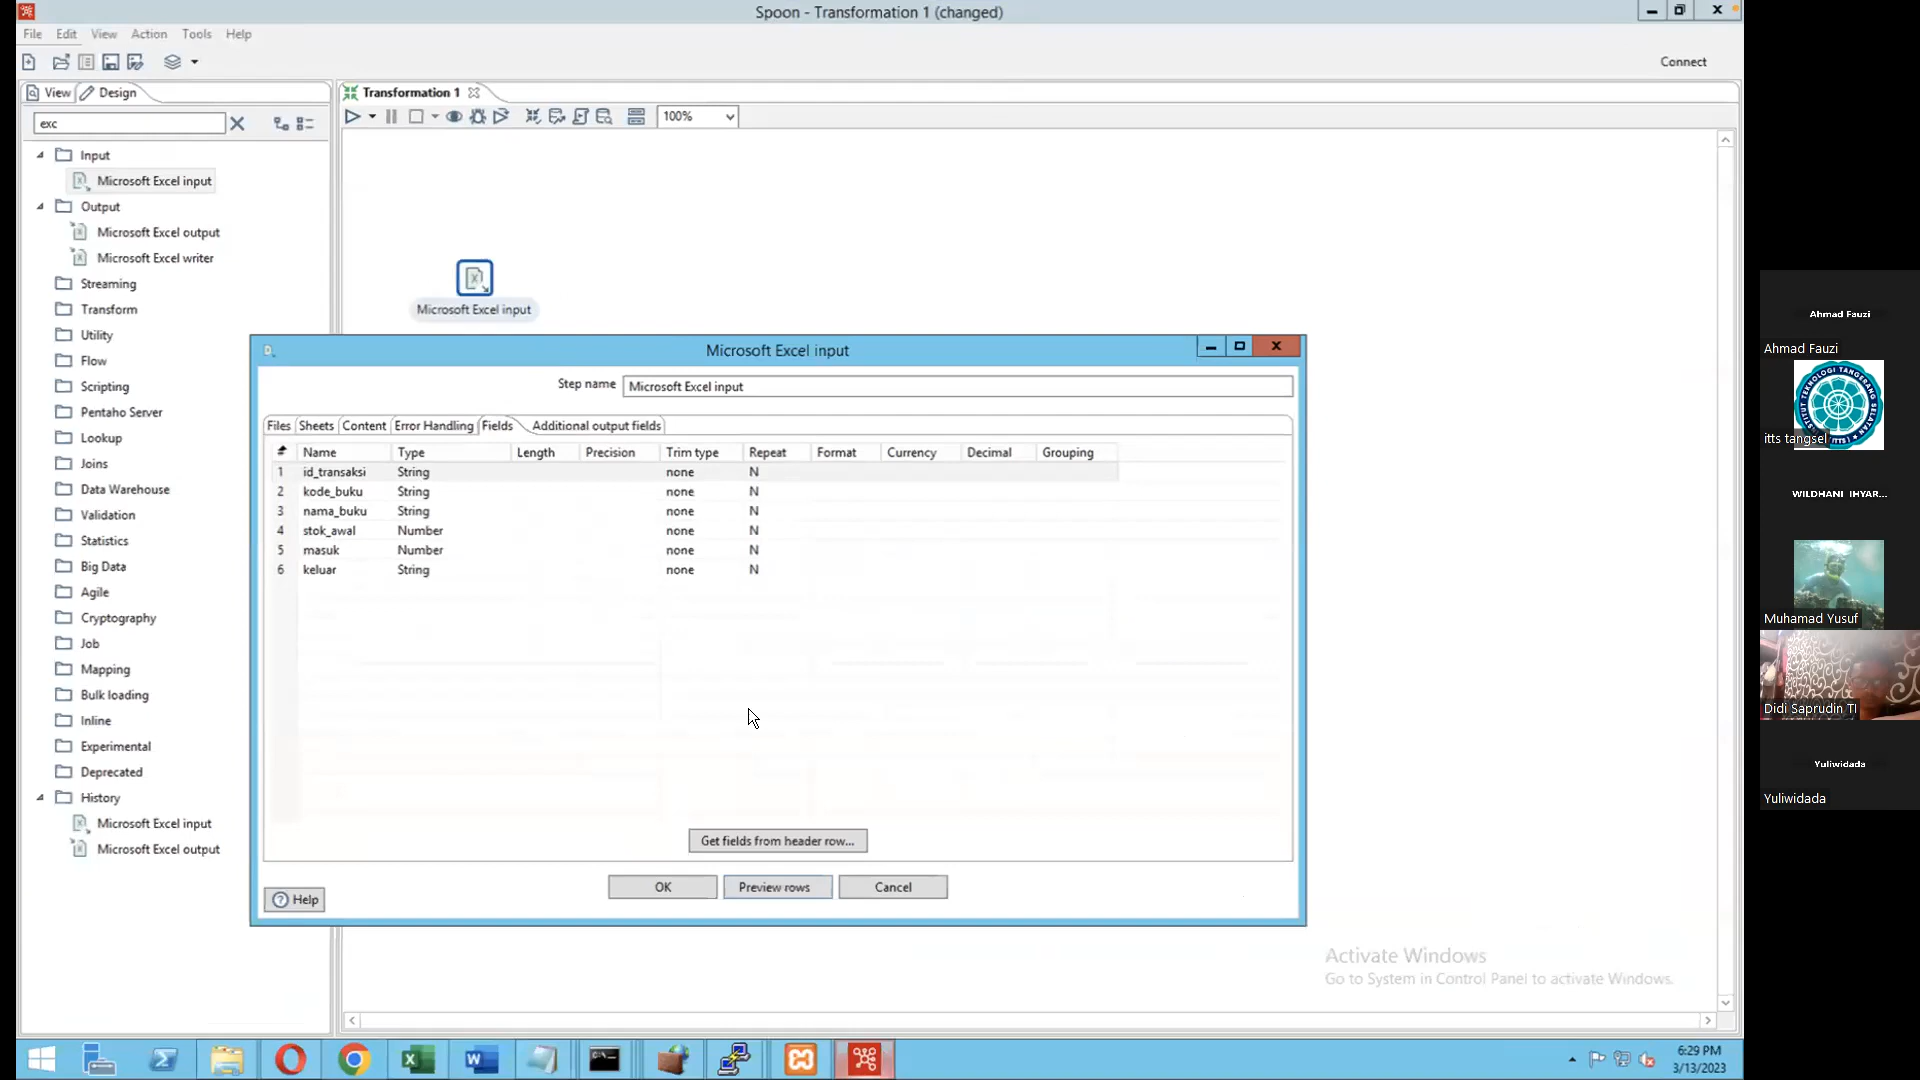 Spoon - Transformation 1 (changed)
File Edit View Action Tools Help
Connect
View Design
Transformation 1
exc
100%
Input
Microsoft Excel input
Output
Microsoft Excel output
Microsoft Excel writer
Streaming
Transform
Utility
Flow
Scripting
Pentaho Server
Lookup
Joins
Data Warehouse
Validation
Statistics
Big Data
Agile
Cryptography
Job
Mapping
Bulk loading
Inline
Experimental
Deprecated
History
Microsoft Excel input
Microsoft Excel output
Microsoft Excel input
Microsoft Excel input
Step name Microsoft Excel input
Files Sheets Content Error Handling Fields Additional output fields
# Name Type Length Precision Trim type Repeat Format Currency Decimal Grouping
1 id_transaksi String none N
2 kode_buku String none N
3 nama_buku String none N
4 stok_awal Number none N
5 masuk Number none N
6 keluar String none N
Get fields from header row...
OK Preview rows Cancel
Help
Activate Windows
Go to System in Control Panel to activate Windows.
6:29 PM
3/13/2023
Ahmad Fauzi
Ahmad Fauzi
INSTITUT TEKNOLOGI TANGERANG SELATAN
itts tangsel
WILDHANI IHYAR...
Muhamad Yusuf
Didi Saprudin TI
Yuliwidada
Yuliwidada